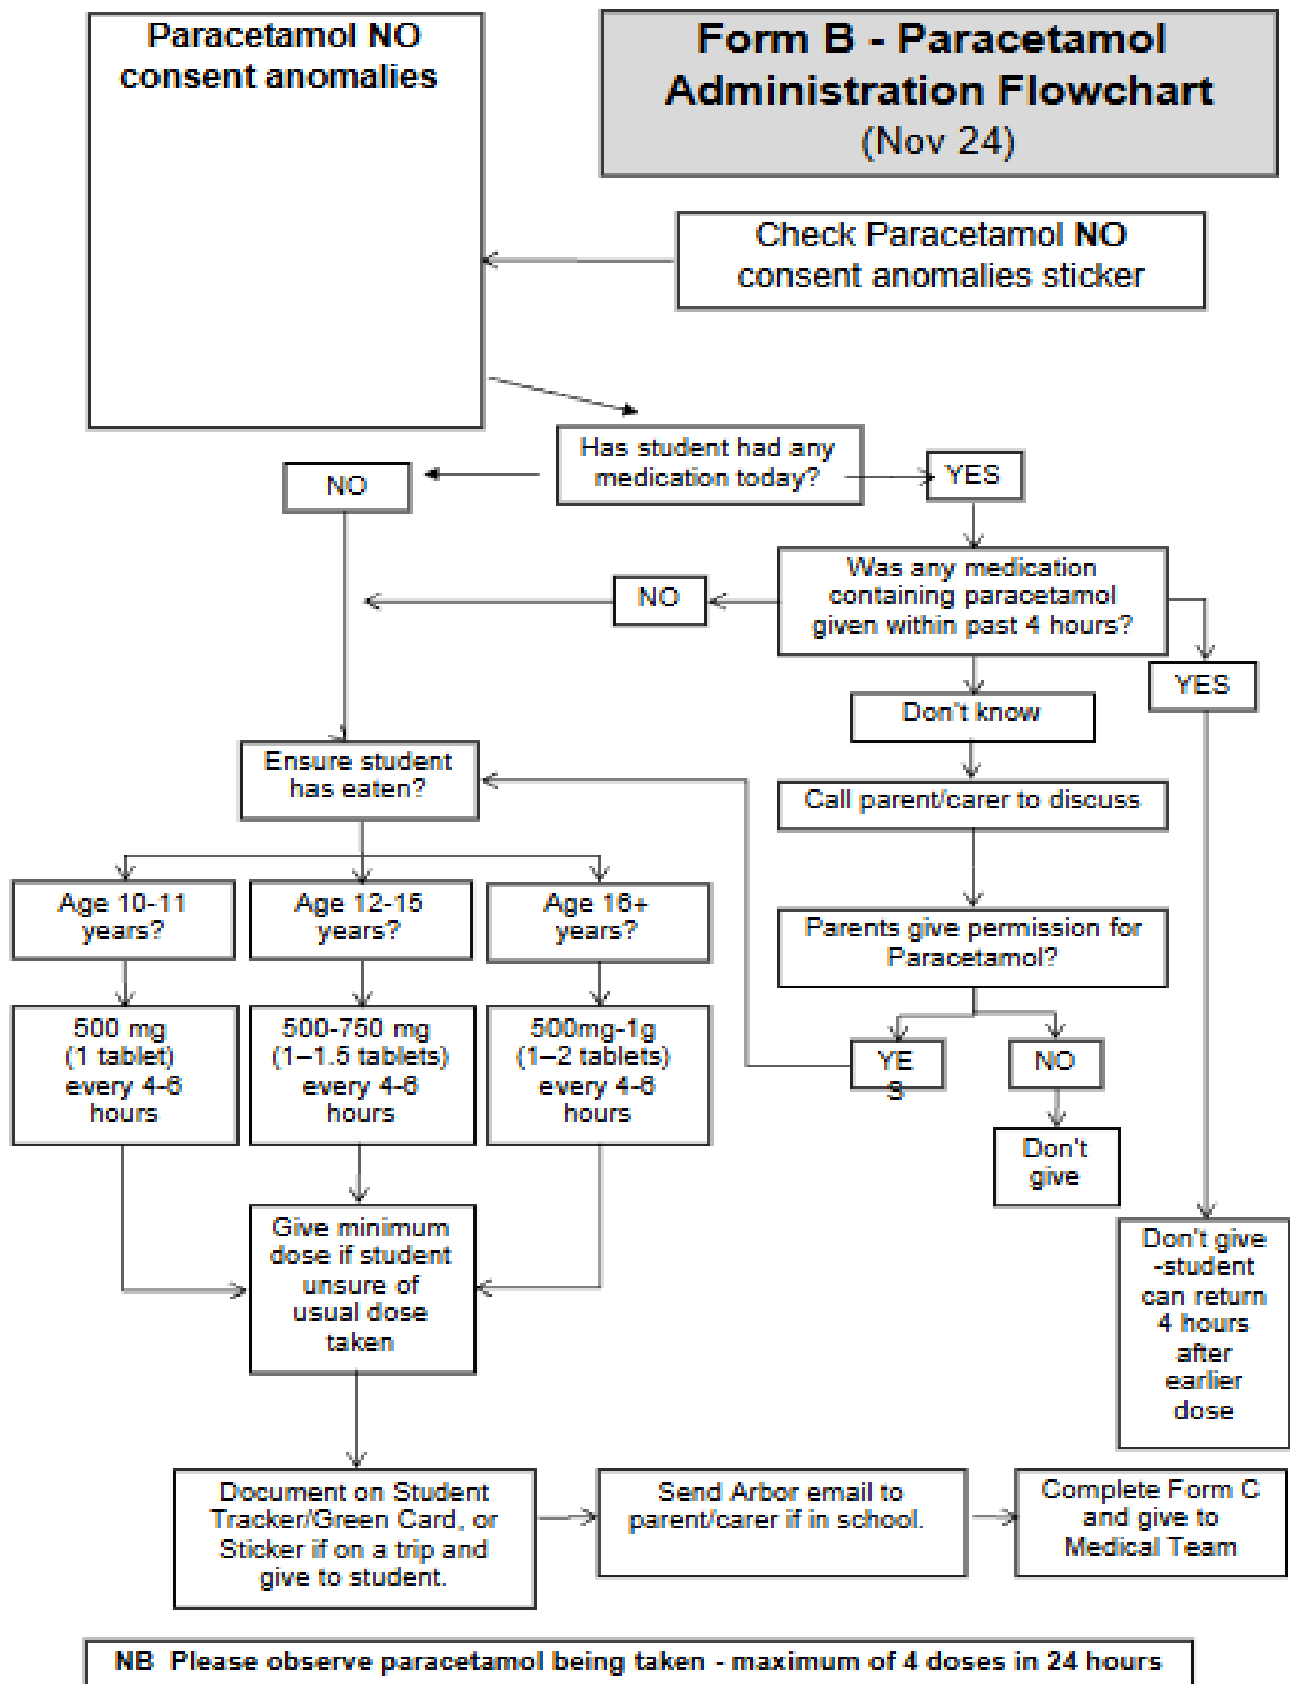 Paracetamol NO
consent anomalies
Form B - Paracetamol
Administration Flowchart
(Nov 24)
Check Paracetamol NO
consent anomalies sticker
Has student had any
medication today?
NO
YES
Was any medication
containing paracetamol
given within past 4 hours?
NO
YES
Don't know
Ensure student
has eaten?
Call parent/carer to discuss
Age 10-11
years?
Age 12-15
years?
Age 16+
years?
Parents give permission for
Paracetamol?
500 mg
(1 tablet)
every 4-6
hours
500-750 mg
(1–1.5 tablets)
every 4-6
hours
500mg-1g
(1–2 tablets)
every 4-6
hours
YE
S
NO
Don't
give
Give minimum
dose if student
unsure of
usual dose
taken
Don't give
-student
can return
4 hours
after
earlier
dose
Document on Student
Tracker/Green Card, or
Sticker if on a trip and
give to student.
Send Arbor email to
parent/carer if in school.
Complete Form C
and give to
Medical Team
NB Please observe paracetamol being taken - maximum of 4 doses in 24 hours